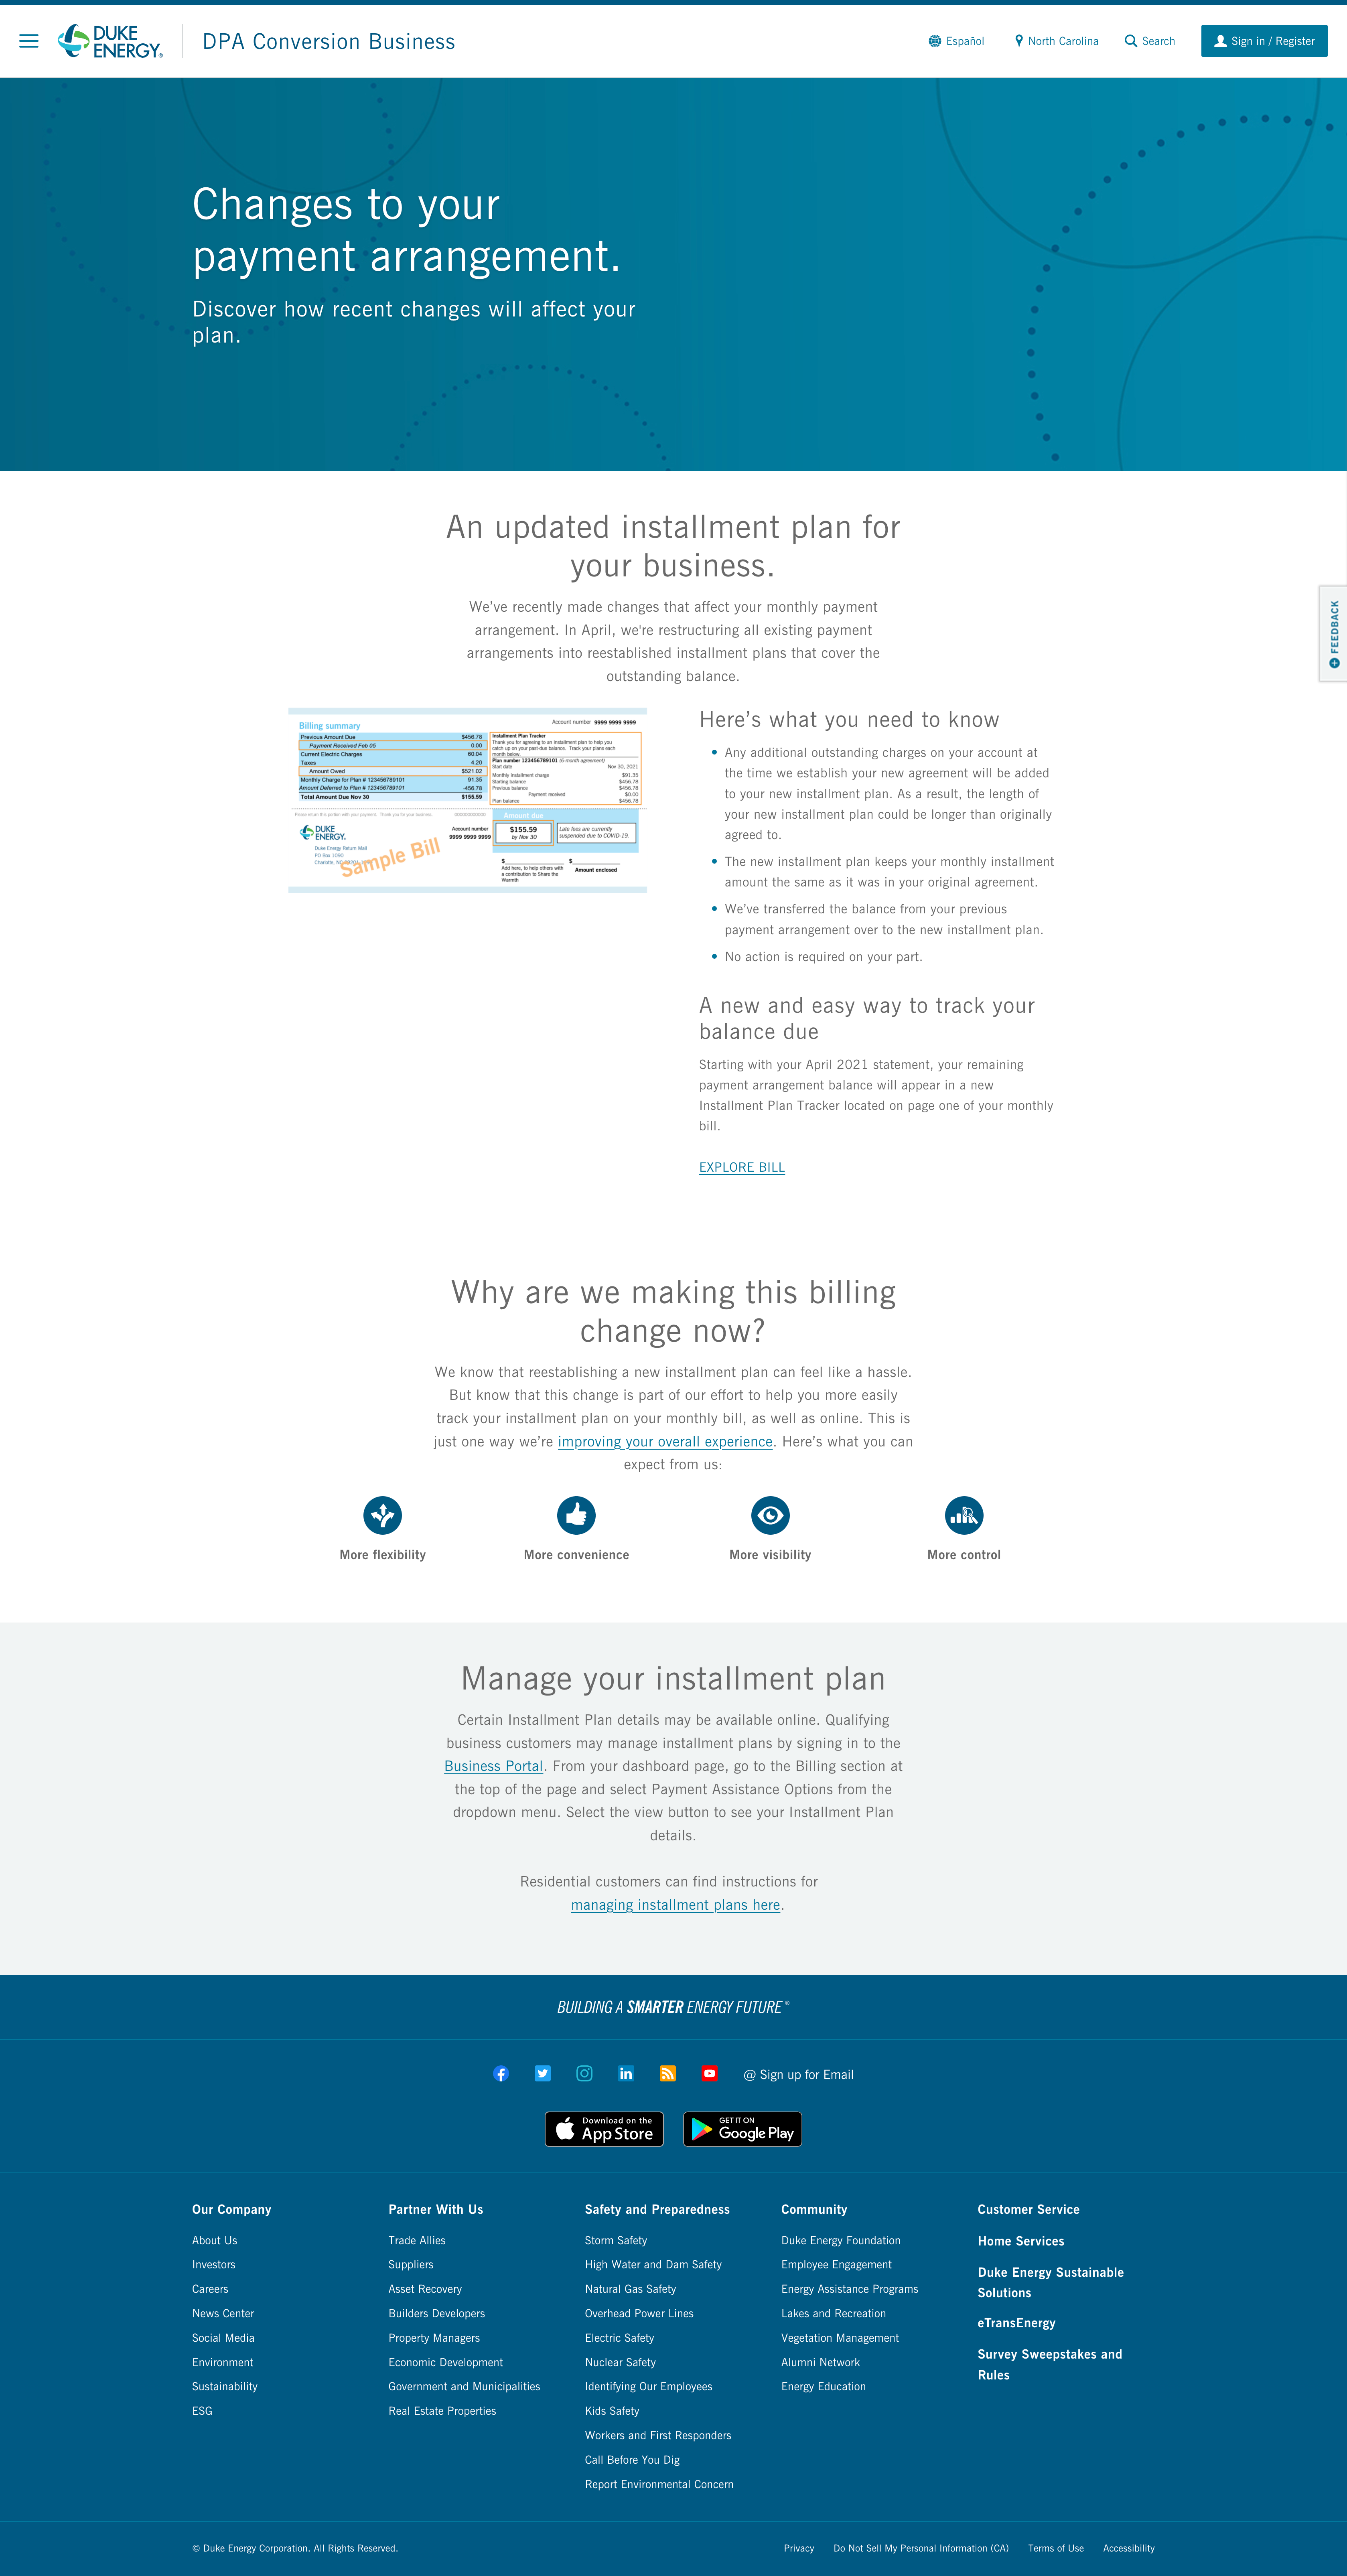 DUKE
ENERGY®
DPA Conversion Business
Español
North Carolina
Search
Sign in / Register
Changes to your
payment arrangement.
Discover how recent changes will affect your
plan.
FEEDBACK
An updated installment plan for
your business.
We've recently made changes that affect your monthly payment
arrangement. In April, we're restructuring all existing payment
arrangements into reestablished installment plans that cover the
outstanding balance.
Billing summary
Account number 9999 9999 9999
Previous Amount Due $456.78
Payment Received Feb 05 0.00
Current Electric Charges 60.04
Taxes 4.20
Amount Owed $521.02
Monthly Charge for Plan # 123456789101 91.35
Amount Deferred to Plan # 123456789101 -456.78
Total Amount Due Nov 30 $155.59
Installment Plan Tracker
Thank you for agreeing to an installment plan to help you
catch up on your past-due balance. Track your plans each
month below.
Plan number 123456789101 (6-month agreement)
Start date Nov 30, 2021
Monthly installment charge $91.35
Starting balance $456.78
Previous balance $456.78
Payment received $0.00
Plan balance $456.78
Please return this portion with your payment. Thank you for your business.
Amount due
DUKE
ENERGY.
Account number
9999 9999 9999
$155.59
by Nov 30
Late fees are currently
suspended due to COVID-19.
Duke Energy Return Mail
PO Box 1090
Charlotte, NC 28201-
Sample Bill
$
$
Add here, to help others with
a contribution to Share the
Warmth
Amount enclosed
Here's what you need to know
• Any additional outstanding charges on your account at
the time we establish your new agreement will be added
to your new installment plan. As a result, the length of
your new installment plan could be longer than originally
agreed to.
• The new installment plan keeps your monthly installment
amount the same as it was in your original agreement.
• We've transferred the balance from your previous
payment arrangement over to the new installment plan.
• No action is required on your part.
A new and easy way to track your
balance due
Starting with your April 2021 statement, your remaining
payment arrangement balance will appear in a new
Installment Plan Tracker located on page one of your monthly
bill.
EXPLORE BILL
Why are we making this billing
change now?
We know that reestablishing a new installment plan can feel like a hassle.
But know that this change is part of our effort to help you more easily
track your installment plan on your monthly bill, as well as online. This is
just one way we're improving your overall experience. Here's what you can
expect from us:
More flexibility
More convenience
More visibility
More control
Manage your installment plan
Certain Installment Plan details may be available online. Qualifying
business customers may manage installment plans by signing in to the
Business Portal. From your dashboard page, go to the Billing section at
the top of the page and select Payment Assistance Options from the
dropdown menu. Select the view button to see your Installment Plan
details.
Residential customers can find instructions for
managing installment plans here.
BUILDING A SMARTER ENERGY FUTURE ®
@ Sign up for Email
Download on the
App Store
GET IT ON
Google Play
Our Company
About Us
Investors
Careers
News Center
Social Media
Environment
Sustainability
ESG
Partner With Us
Trade Allies
Suppliers
Asset Recovery
Builders Developers
Property Managers
Economic Development
Government and Municipalities
Real Estate Properties
Safety and Preparedness
Storm Safety
High Water and Dam Safety
Natural Gas Safety
Overhead Power Lines
Electric Safety
Nuclear Safety
Identifying Our Employees
Kids Safety
Workers and First Responders
Call Before You Dig
Report Environmental Concern
Community
Duke Energy Foundation
Employee Engagement
Energy Assistance Programs
Lakes and Recreation
Vegetation Management
Alumni Network
Energy Education
Customer Service
Home Services
Duke Energy Sustainable
Solutions
eTransEnergy
Survey Sweepstakes and
Rules
© Duke Energy Corporation. All Rights Reserved.
Privacy
Do Not Sell My Personal Information (CA)
Terms of Use
Accessibility